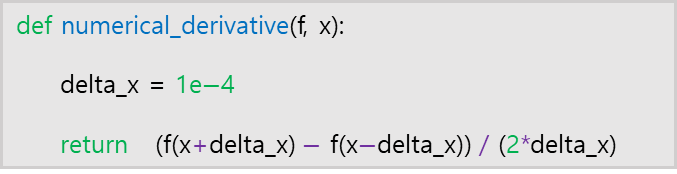 def numerical_derivative(f, x):
delta_x = 1e−4
return (f(x+delta_x) − f(x−delta_x)) / (2*delta_x)